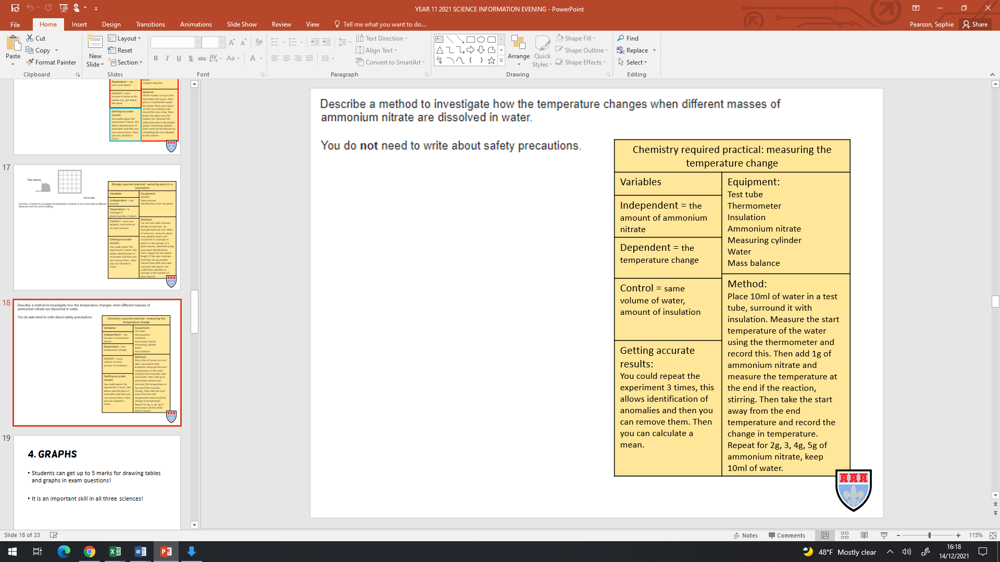 YEAR 11 2021 SCIENCE INFORMATION EVENING - PowerPoint
File Home Insert Design Transitions Animations Slide Show Review View Tell me what you want to do... Pearson, Sophie Share
Cut
Copy
Format Painter
Paste
Clipboard
New Slide
Layout
Reset
Section
Slides
Font
Text Direction
Align Text
Convert to SmartArt
Paragraph
Arrange
Quick Styles
Shape Fill
Shape Outline
Shape Effects
Drawing
Find
Replace
Select
Editing
17
18
19
4. GRAPHS
• Students can get up to 5 marks for drawing tables
and graphs in exam questions!
• It is an important skill in all three sciences!
Describe a method to investigate how the temperature changes when different masses of
ammonium nitrate are dissolved in water.
You do not need to write about safety precautions.
Chemistry required practical: measuring the
temperature change
Variables
Independent = the
amount of ammonium
nitrate
Dependent = the
temperature change
Control = same
volume of water,
amount of insulation
Getting accurate
results:
You could repeat the
experiment 3 times, this
allows identification of
anomalies and then you
can remove them. Then
you can calculate a
mean.
Equipment:
Test tube
Thermometer
Insulation
Ammonium nitrate
Measuring cylinder
Water
Mass balance
Method:
Place 10ml of water in a test
tube, surround it with
insulation. Measure the start
temperature of the water
using the thermometer and
record this. Then add 1g of
ammonium nitrate and
measure the temperature at
the end if the reaction,
stirring. Then take the start
away from the end
temperature and record the
change in temperature.
Repeat for 2g, 3, 4g, 5g of
ammonium nitrate, keep
10ml of water.
Slide 18 of 33
Notes
Comments
115%
48°F Mostly clear
16:18
14/12/2021